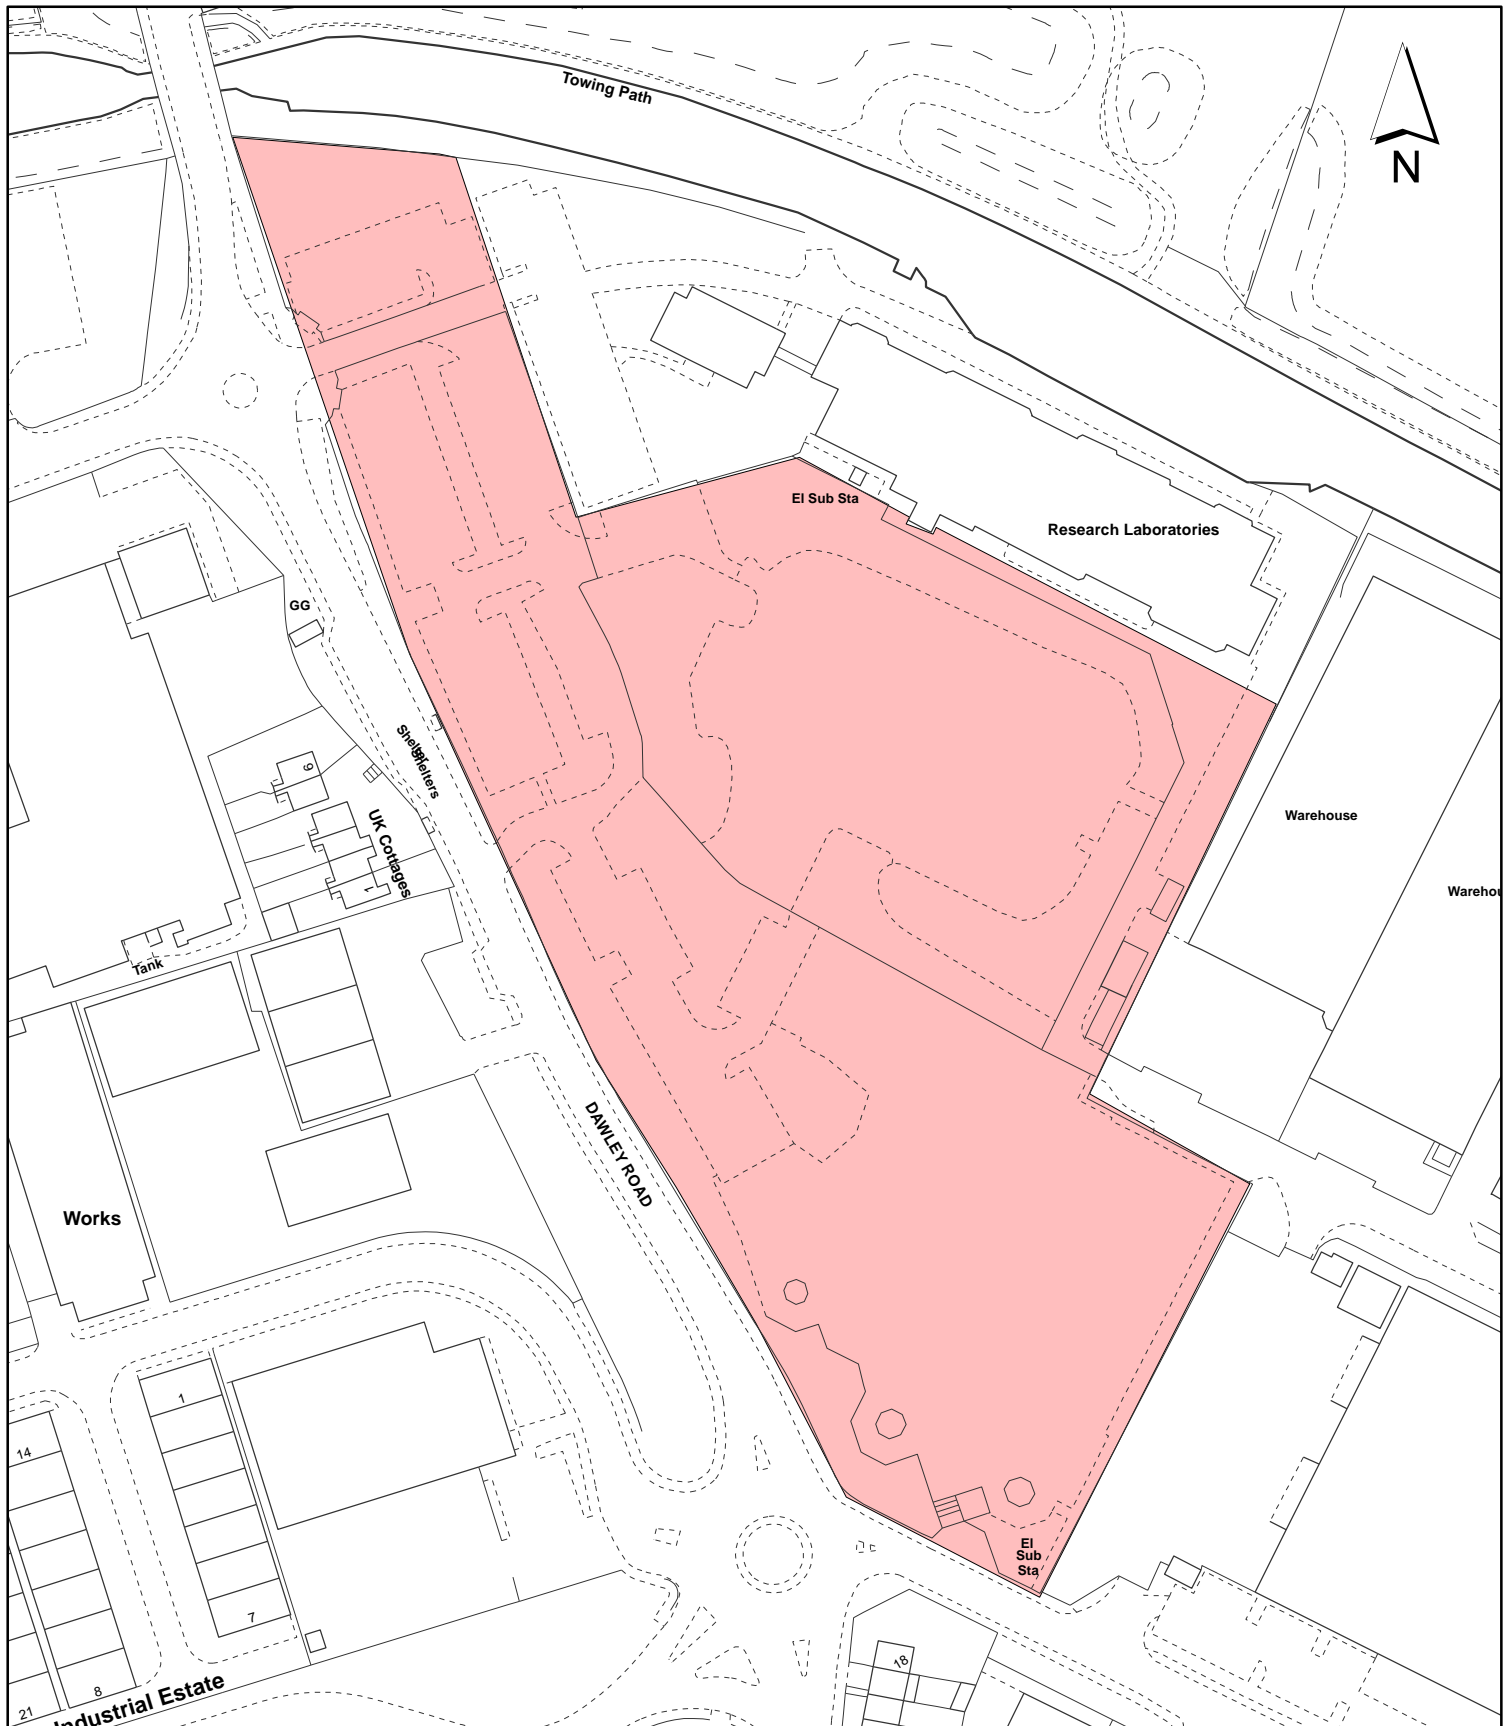 Towing Path
N
El Sub Sta
Research Laboratories
GG
Shelter
Shelters
9
UK Cottages
1
Warehouse
Warehou
Tank
DAWLEY ROAD
Works
1
14
7
El
Sub
Sta
8
21
Industrial Estate
18